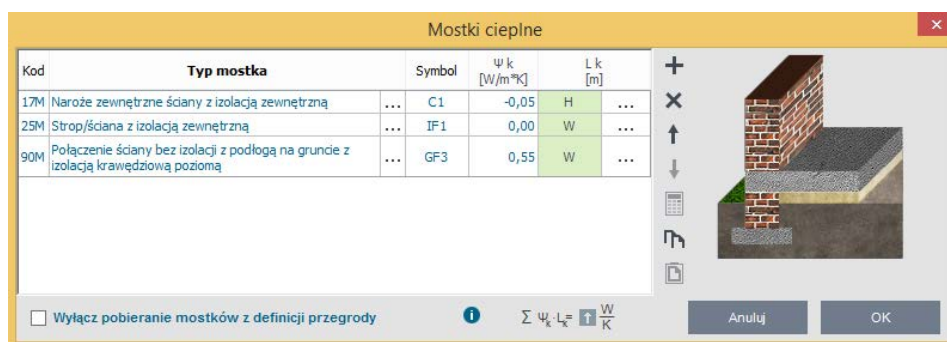 Mostki cieplne
Kod Typ mostka Symbol Ψ k [W/m*K] L k [m]
17M Naroże zewnętrzne ściany z izolacją zewnętrzną ... C1 -0,05 H ...
25M Strop/ściana z izolacją zewnętrzną ... IF1 0,00 W ...
90M Połączenie ściany bez izolacji z podłogą na gruncie z izolacją krawędziową poziomą ... GF3 0,55 W ...
Wyłącz pobieranie mostków z definicji przegrody
Σ Ψk·Lk= W/K
Anuluj OK